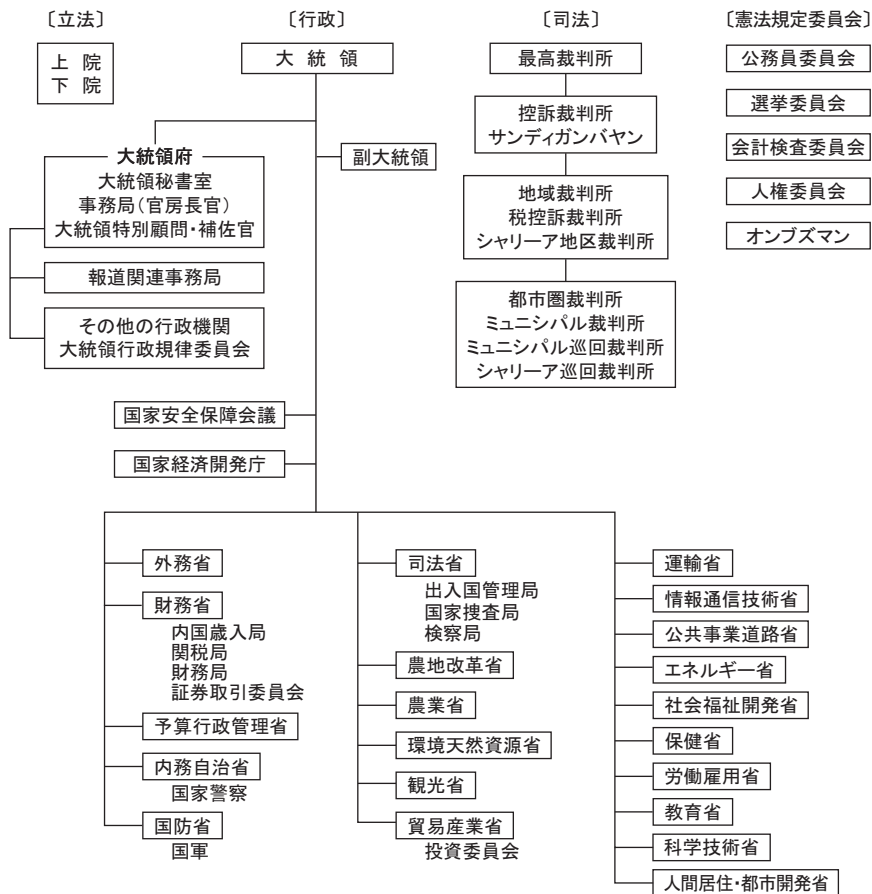 〔立法〕
上 院
下 院
〔行政〕
大 統 領
副大統領
大統領府
大統領秘書室
事務局（官房長官）
大統領特別顧問・補佐官
報道関連事務局
その他の行政機関
大統領行政規律委員会
国家安全保障会議
国家経済開発庁
〔司法〕
最高裁判所
控訴裁判所
サンディガンバヤン
地域裁判所
税控訴裁判所
シャリーア地区裁判所
都市圏裁判所
ミュニシパル裁判所
ミュニシパル巡回裁判所
シャリーア巡回裁判所
〔憲法規定委員会〕
公務員委員会
選挙委員会
会計検査委員会
人権委員会
オンブズマン
外務省
財務省
内国歳入局
関税局
財務局
証券取引委員会
予算行政管理省
内務自治省
国家警察
国防省
国軍
司法省
出入国管理局
国家捜査局
検察局
農地改革省
農業省
環境天然資源省
観光省
貿易産業省
投資委員会
運輸省
情報通信技術省
公共事業道路省
エネルギー省
社会福祉開発省
保健省
労働雇用省
教育省
科学技術省
人間居住・都市開発省